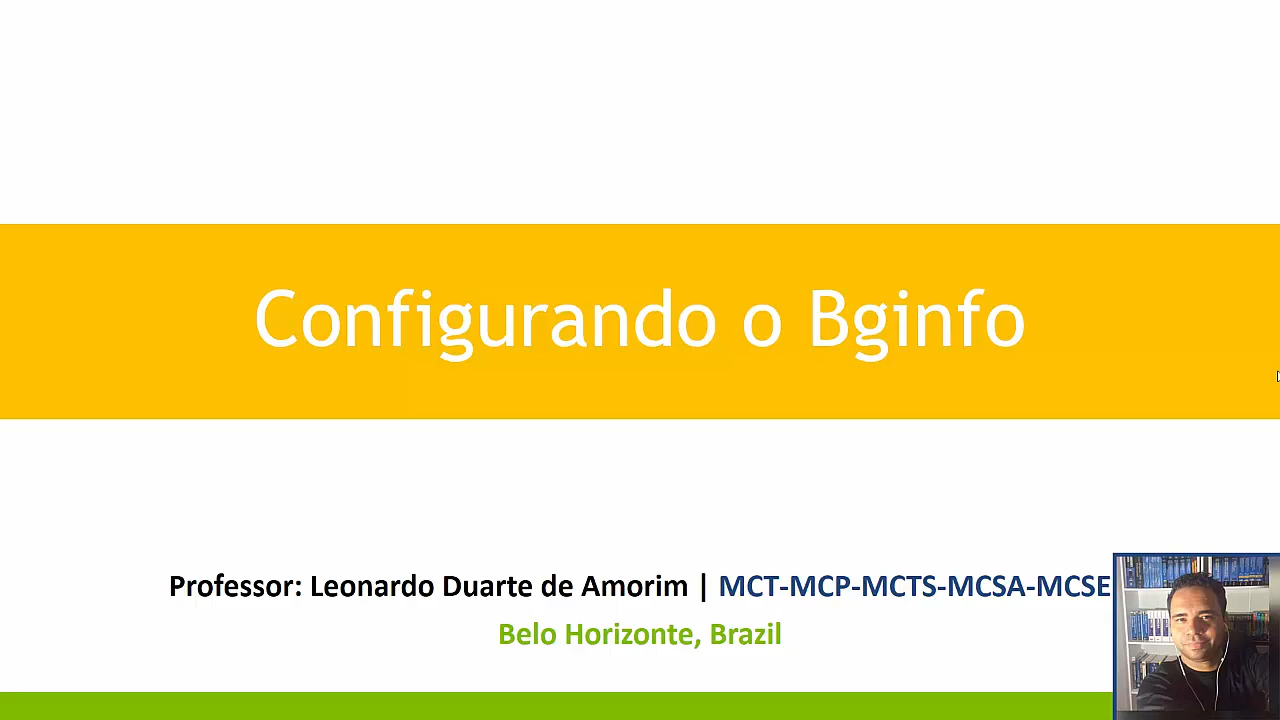 Configurando o Bginfo
Professor: Leonardo Duarte de Amorim | MCT-MCP-MCTS-MCSA-MCSE
Belo Horizonte, Brazil